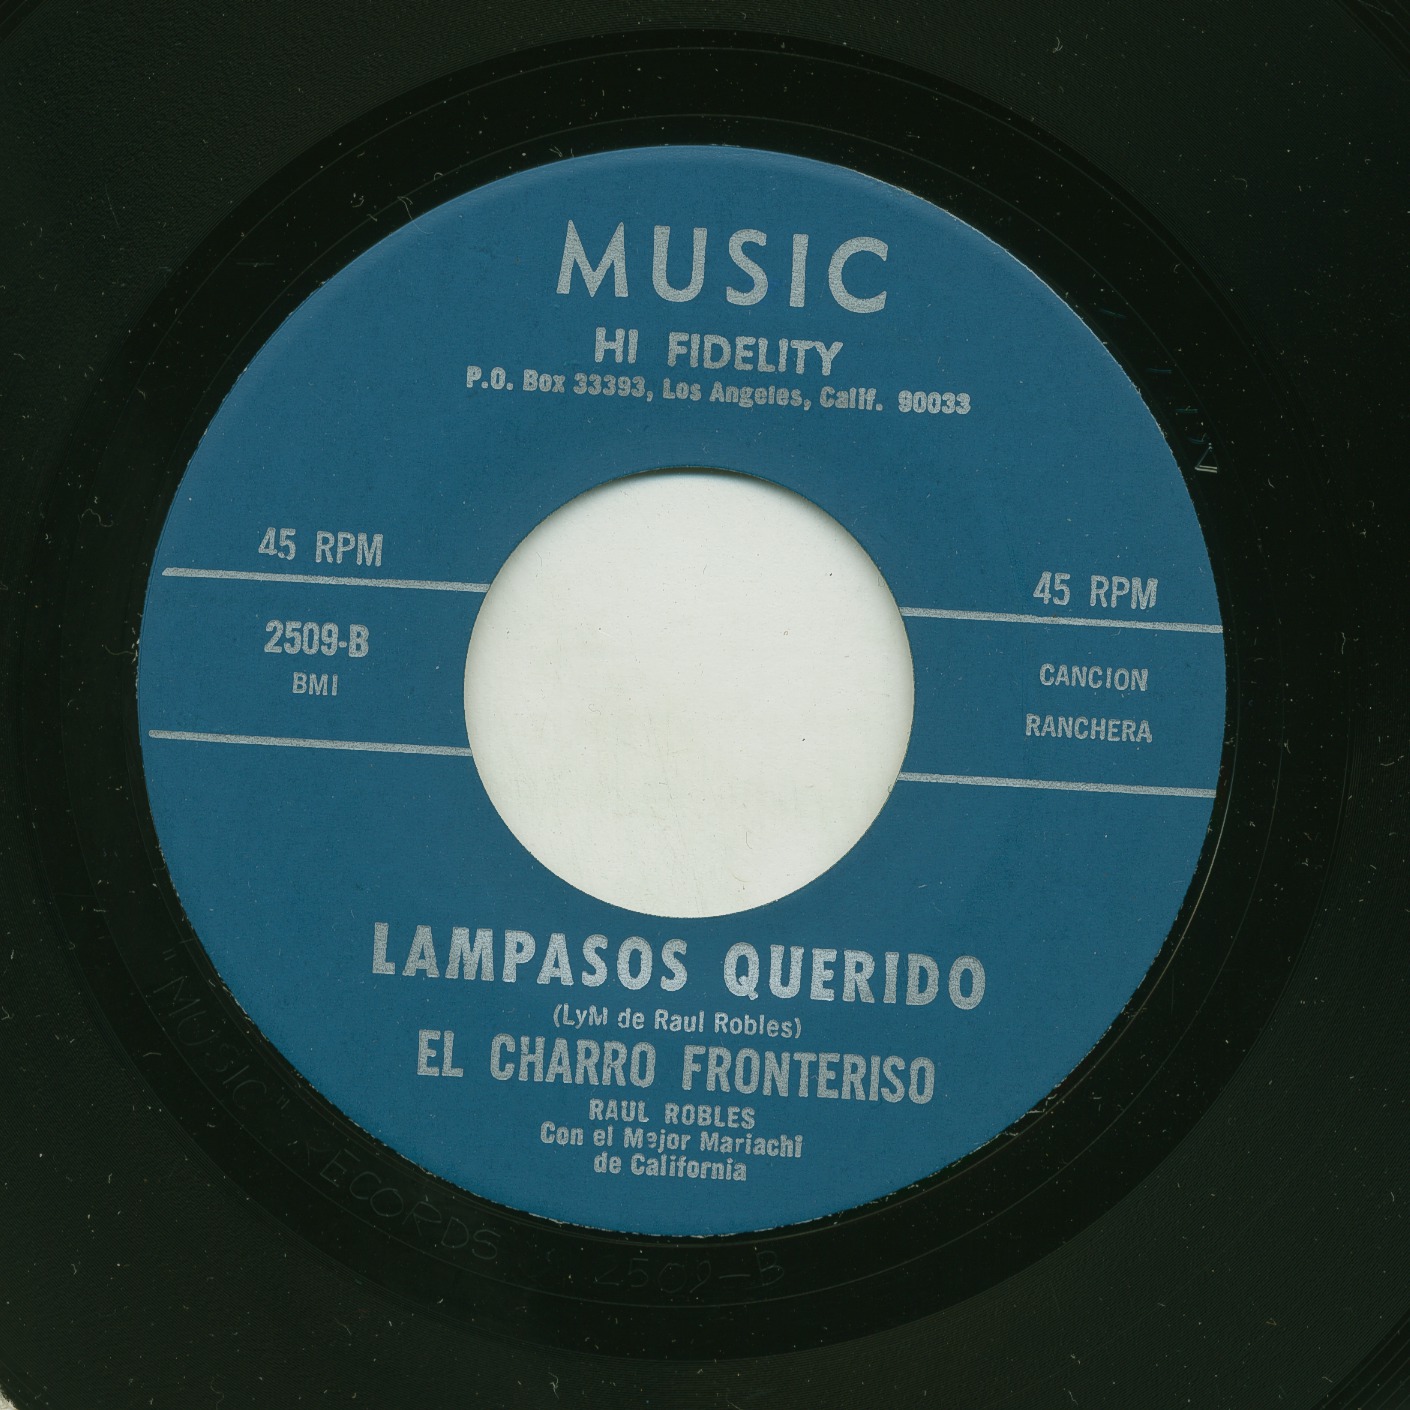 MUSIC
HI FIDELITY
P.O. Box 33393, Los Angeles, Calif. 90033
45 RPM
2509-B
BMI
45 RPM
CANCION
RANCHERA
LAMPASOS QUERIDO
(LyM de Raul Robles)
EL CHARRO FRONTERISO
RAUL ROBLES
Con el Mejor Mariachi
de California
"MUSIC" RECORDS 2509-B